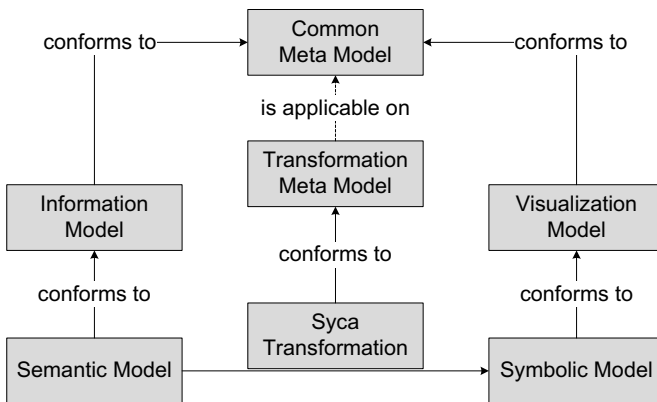 conforms to
Common
Meta Model
conforms to
is applicable on
Transformation
Meta Model
Information
Model
Visualization
Model
conforms to
conforms to
conforms to
Syca
Transformation
Semantic Model
Symbolic Model